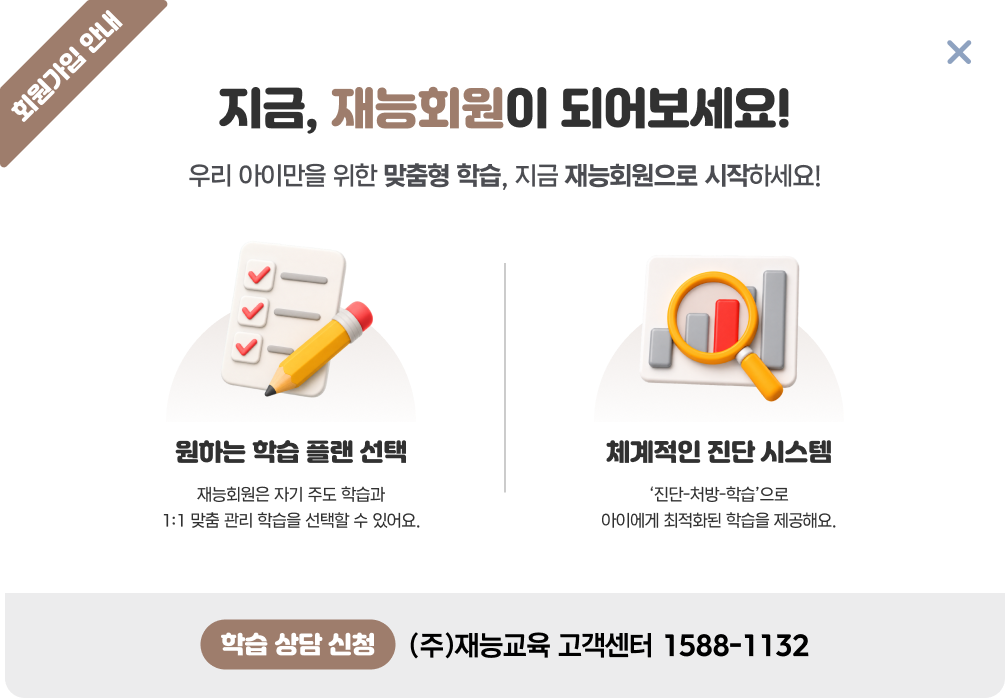 회원가입 안내
지금, 재능회원이 되어보세요!
우리 아이만을 위한 맞춤형 학습, 지금 재능회원으로 시작하세요!
원하는 학습 플랜 선택
재능회원은 자기 주도 학습과
1:1 맞춤 관리 학습을 선택할 수 있어요.
체계적인 진단 시스템
‘진단-처방-학습’으로
아이에게 최적화된 학습을 제공해요.
학습 상담 신청 (주)재능교육 고객센터 1588-1132